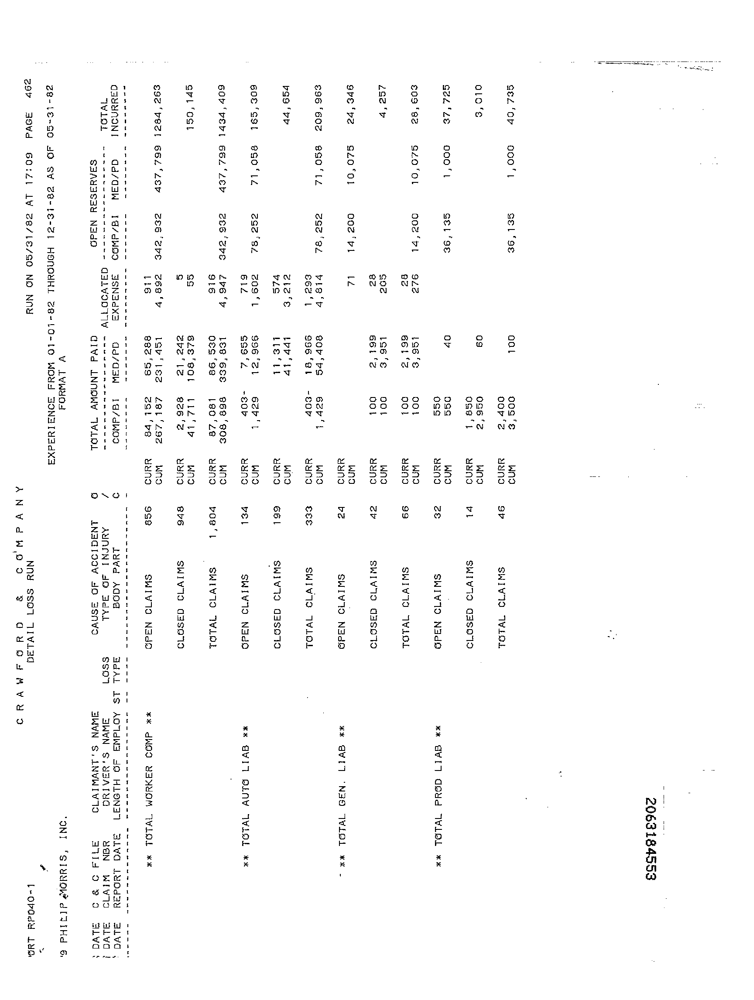 C R A W F O R D & C O'M P A N Y
ORT RP040-1 DETAIL LOSS RUN RUN ON 05/31/82 AT 17:09 PAGE 462
9 PHILIP MORRIS, INC. EXPERIENCE FROM 01-01-82 THROUGH 12-31-82 AS OF 05-31-82
FORMAT A
DATE C & C FILE CLAIMANT'S NAME CAUSE OF ACCIDENT O TOTAL AMOUNT PAID OPEN RESERVES
DATE CLAIM NBR DRIVER'S NAME LOSS TYPE OF INJURY / ---------------- ALLOCATED ---------------- TOTAL
DATE REPORT DATE LENGTH OF EMPLOY ST TYPE BODY PART C COMP/BI MED/PD EXPENSE COMP/BI MED/PD INCURRED
** TOTAL WORKER COMP ** OPEN CLAIMS 856 CURR 84,152 65,288 911
CUM 267,187 231,451 4,892 342,932 437,799 1284,263
CLOSED CLAIMS 948 CURR 2,928 21,242 5
CUM 41,711 108,379 55 150,145
TOTAL CLAIMS 1,804 CURR 87,081 86,530 916
CUM 308,898 339,831 4,947 342,932 437,799 1434,409
** TOTAL AUTO LIAB ** OPEN CLAIMS 134 CURR 403- 7,655 719
CUM 1,429 12,966 1,602 78,252 71,058 165,309
CLOSED CLAIMS 199 CURR 11,311 574
CUM 41,441 3,212 44,654
TOTAL CLAIMS 333 CURR 403- 18,966 1,293
CUM 1,429 54,408 4,814 78,252 71,058 209,963
** TOTAL GEN. LIAB ** OPEN CLAIMS 24 CURR
CUM 71 14,200 10,075 24,346
CLOSED CLAIMS 42 CURR 100 2,199 28
CUM 100 3,951 205 4,257
TOTAL CLAIMS 66 CURR 100 2,199 28
CUM 100 3,951 276 14,200 10,075 28,603
** TOTAL PROD LIAB ** OPEN CLAIMS 32 CURR 550
CUM 550 40 36,135 1,000 37,725
CLOSED CLAIMS 14 CURR 1,850
CUM 2,950 60 3,010
TOTAL CLAIMS 46 CURR 2,400
CUM 3,500 100 36,135 1,000 40,735
2063184553